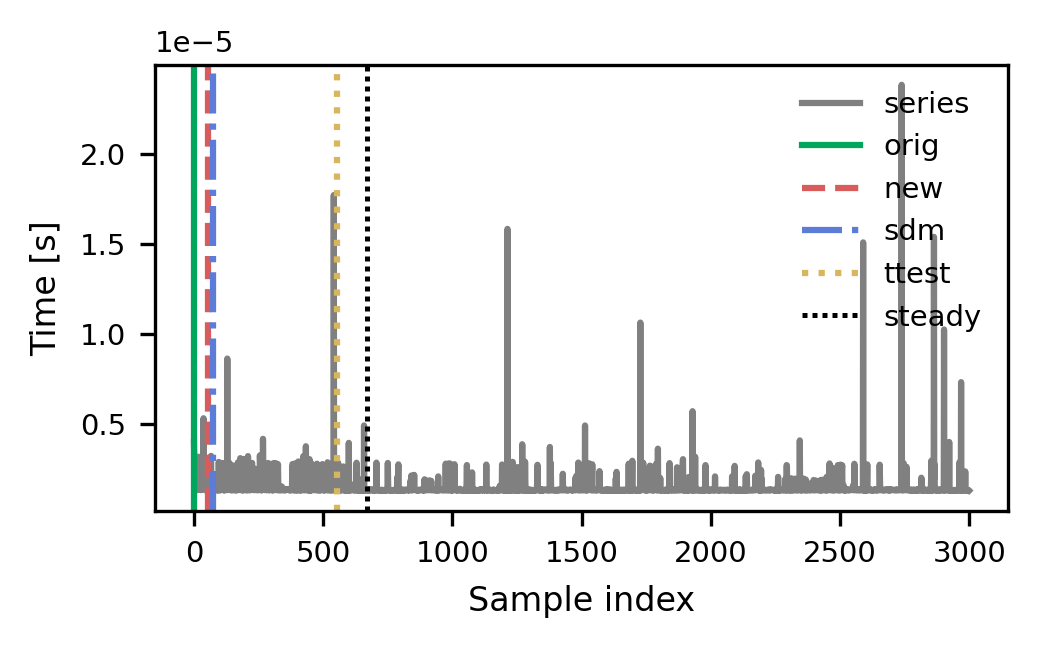 1e−5
2.0
1.5
1.0
0.5
Time [s]
series
orig
new
sdm
ttest
steady
0 500 1000 1500 2000 2500 3000
Sample index